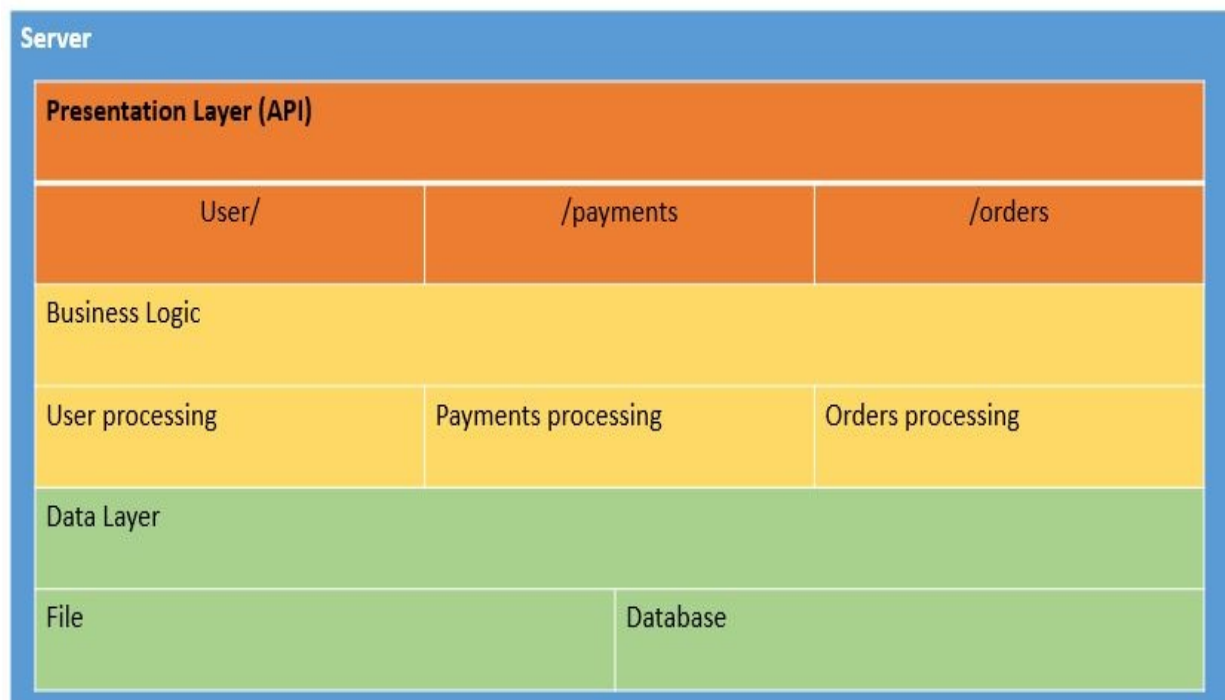 Server
Presentation Layer (API)
User/
/payments
/orders
Business Logic
User processing
Payments processing
Orders processing
Data Layer
File
Database